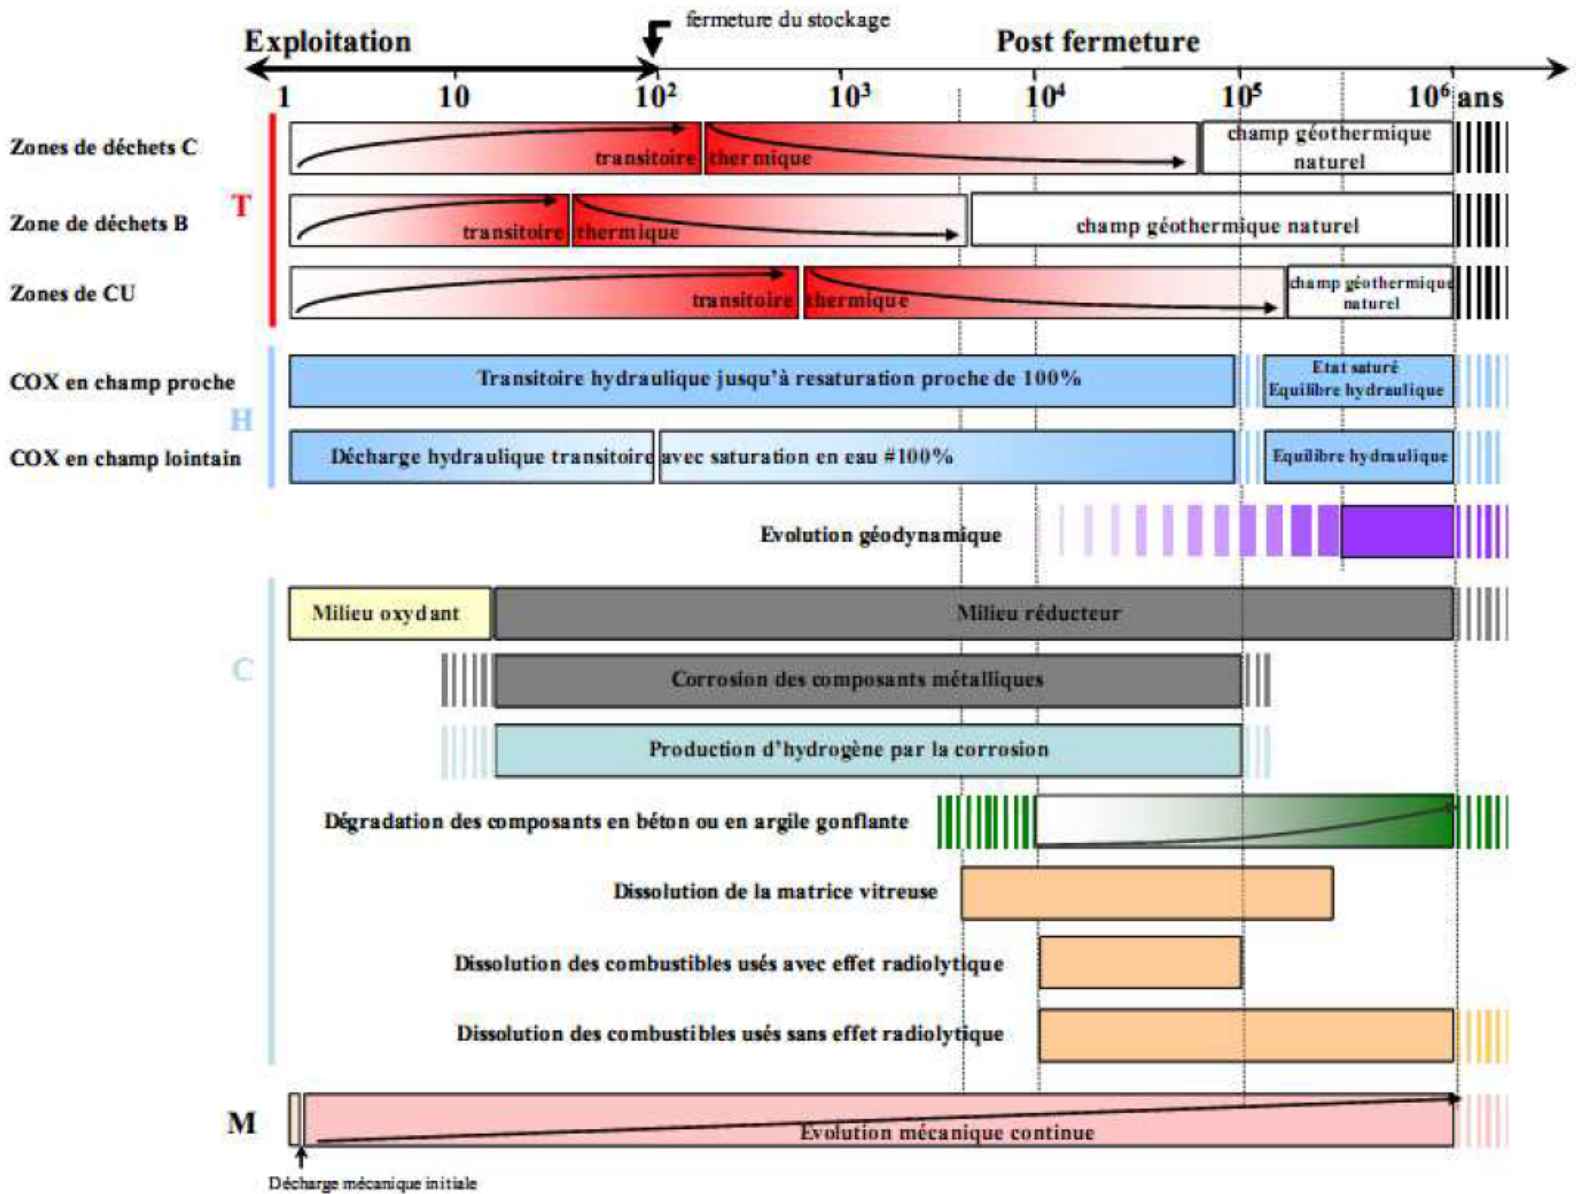 fermeture du stockage
Exploitation
Post fermeture
1 10 10² 10³ 10⁴ 10⁵ 10⁶ ans
Zones de déchets C
transitoire thermique
champ géothermique
naturel
T
Zone de déchets B
transitoire thermique
champ géothermique naturel
Zones de CU
transitoire thermique
champ géothermique
naturel
COX en champ proche
Transitoire hydraulique jusqu'à resaturation proche de 100%
Etat saturé
Equilibre hydraulique
H
COX en champ lointain
Décharge hydraulique transitoire avec saturation en eau #100%
Equilibre hydraulique
Evolution géodynamique
Milieu oxydant
Milieu réducteur
C
Corrosion des composants métalliques
Production d'hydrogène par la corrosion
Dégradation des composants en béton ou en argile gonflante
Dissolution de la matrice vitreuse
Dissolution des combustibles usés avec effet radiolytique
Dissolution des combustibles usés sans effet radiolytique
M
Evolution mécanique continue
Décharge mécanique initiale